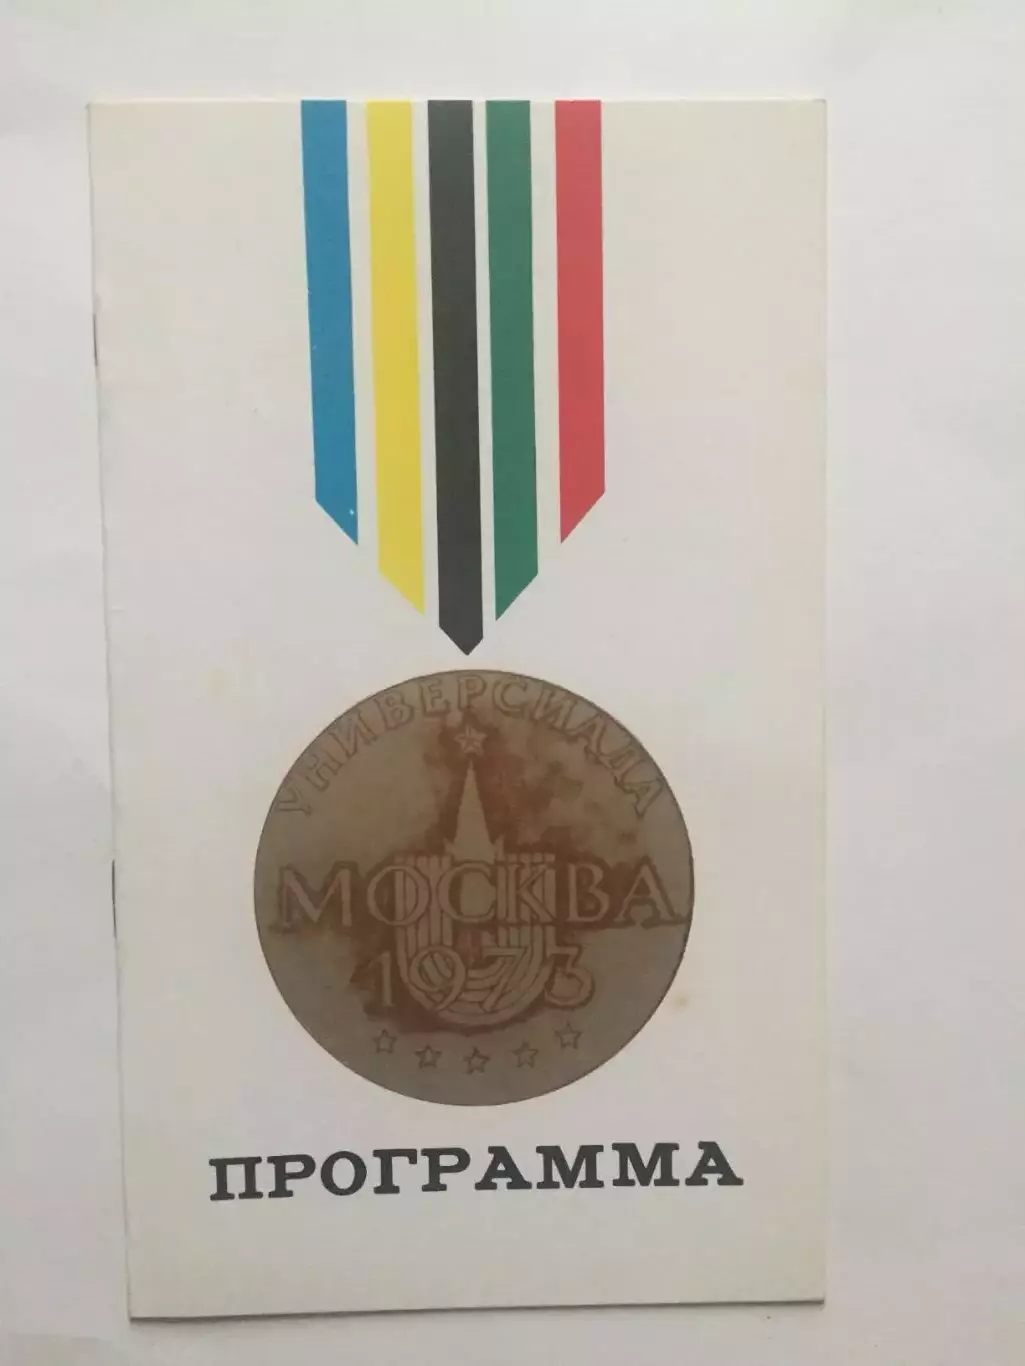 УНИВЕРСИАДА
МОСКВА
1973
ПРОГРАММА